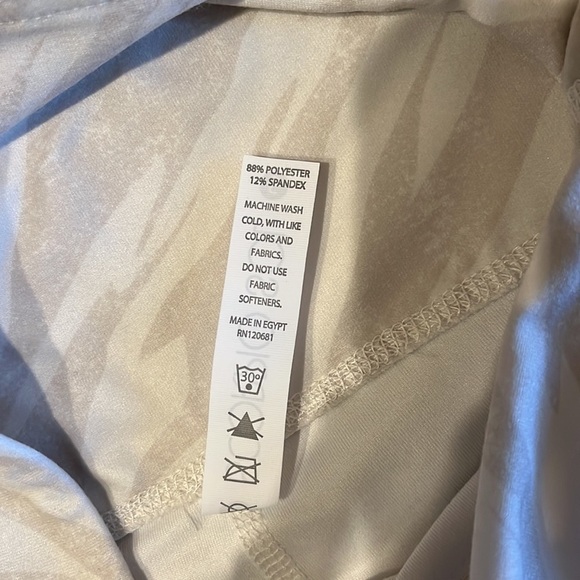 88% POLYESTER
12% SPANDEX
MACHINE WASH
COLD, WITH LIKE
COLORS AND
FABRICS.
DO NOT USE
FABRIC
SOFTENERS.
MADE IN EGYPT
RN120681
30°